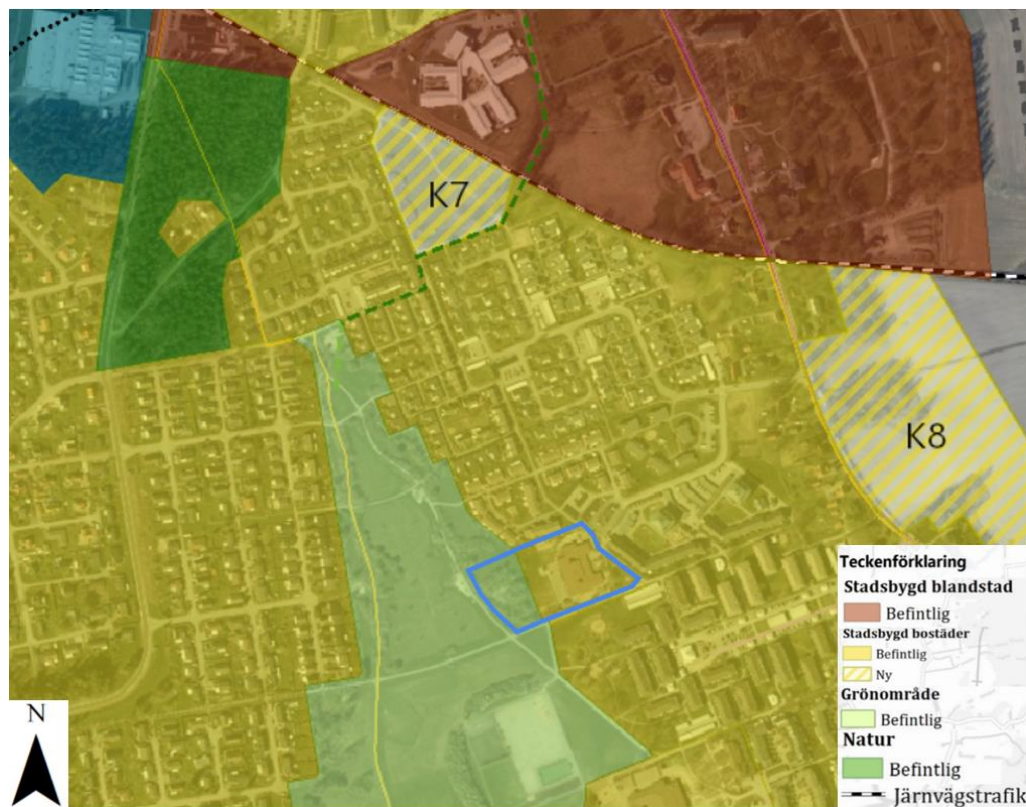 K7
K8
Teckenförklaring
Stadsbygd blandstad
Befintlig
Stadsbygd bostäder
Befintlig
Ny
Grönområde
Befintlig
Natur
Befintlig
Järnvägstrafik
N